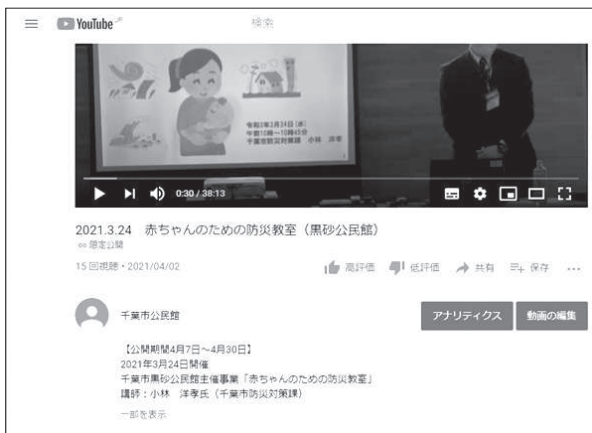 YouTube JP
検索
令和3年3月24日(水)
午前10時~10時45分
千葉市防災対策課 小林 洋孝
0:30 / 38:13
2021.3.24 赤ちゃんのための防災教室(黒砂公民館)
限定公開
15 回視聴・2021/04/02
高評価 低評価 共有 保存
千葉市公民館
アナリティクス 動画の編集
【公開期間4月7日~4月30日】
2021年3月24日開催
千葉市黒砂公民館主催事業「赤ちゃんのための防災教室」
講師:小林 洋孝氏(千葉市防災対策課)
一部を表示